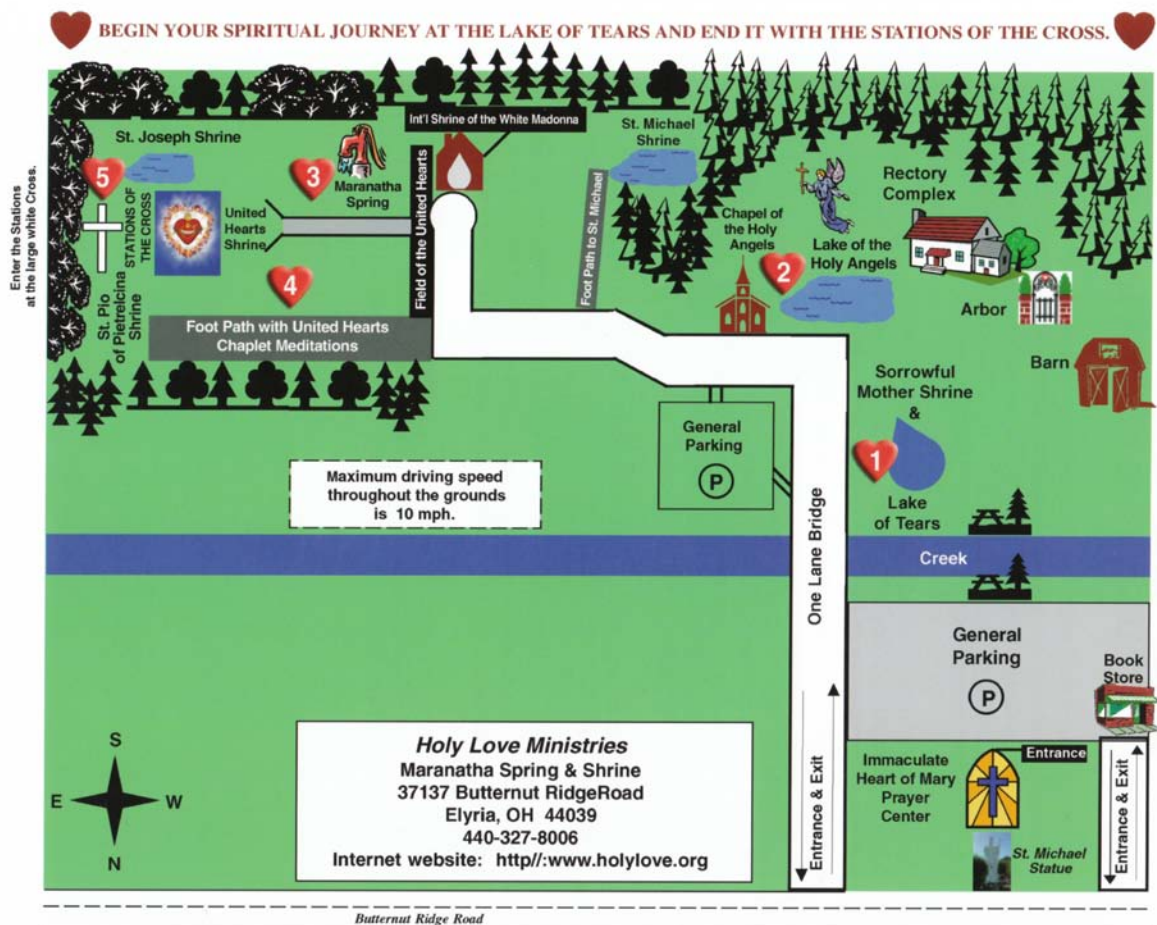 BEGIN YOUR SPIRITUAL JOURNEY AT THE LAKE OF TEARS AND END IT WITH THE STATIONS OF THE CROSS.
Int'l Shrine of the White Madonna
St. Joseph Shrine
St. Michael
Shrine
5
3
Maranatha
Spring
Enter the Stations
at the large white Cross.
STATIONS OF
THE CROSS
United
Hearts
Shrine
Field of the United Hearts
Foot Path to St. Michael
Chapel of
the Holy
Angels
2
Lake of the
Holy Angels
Rectory
Complex
Arbor
4
St. Pio
of Pietrelcina
Shrine
Foot Path with United Hearts
Chaplet Meditations
Barn
Sorrowful
Mother Shrine
&
1
Lake
of Tears
General
Parking
P
Maximum driving speed
throughout the grounds
is 10 mph.
Creek
One Lane Bridge
General
Parking
P
Book
Store
S
E
W
N
Holy Love Ministries
Maranatha Spring & Shrine
37137 Butternut RidgeRoad
Elyria, OH 44039
440-327-8006
Internet website: http//:www.holylove.org
Entrance & Exit
Immaculate
Heart of Mary
Prayer
Center
Entrance
St. Michael
Statue
Entrance & Exit
Butternut Ridge Road